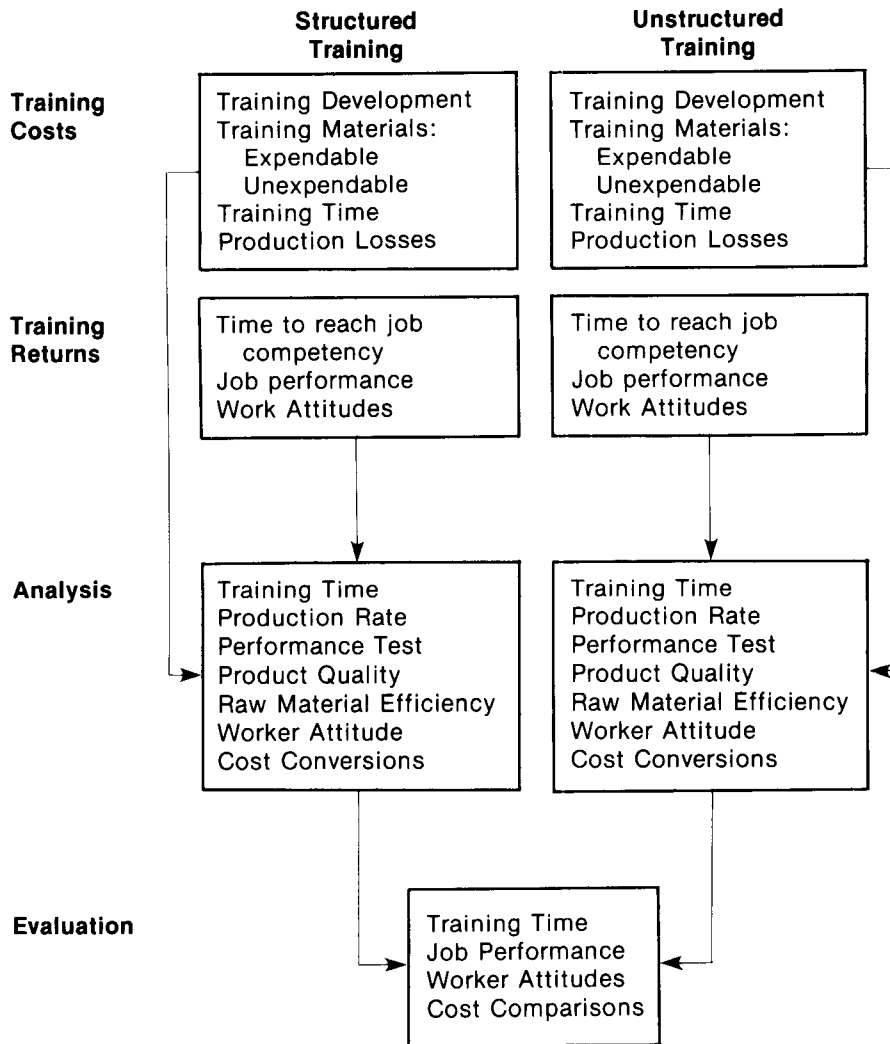 Structured
Training
Unstructured
Training
Training
Costs
Training Development
Training Materials:
Expendable
Unexpendable
Training Time
Production Losses
Training Development
Training Materials:
Expendable
Unexpendable
Training Time
Production Losses
Training
Returns
Time to reach job
competency
Job performance
Work Attitudes
Time to reach job
competency
Job performance
Work Attitudes
Analysis
Training Time
Production Rate
Performance Test
Product Quality
Raw Material Efficiency
Worker Attitude
Cost Conversions
Training Time
Production Rate
Performance Test
Product Quality
Raw Material Efficiency
Worker Attitude
Cost Conversions
Evaluation
Training Time
Job Performance
Worker Attitudes
Cost Comparisons